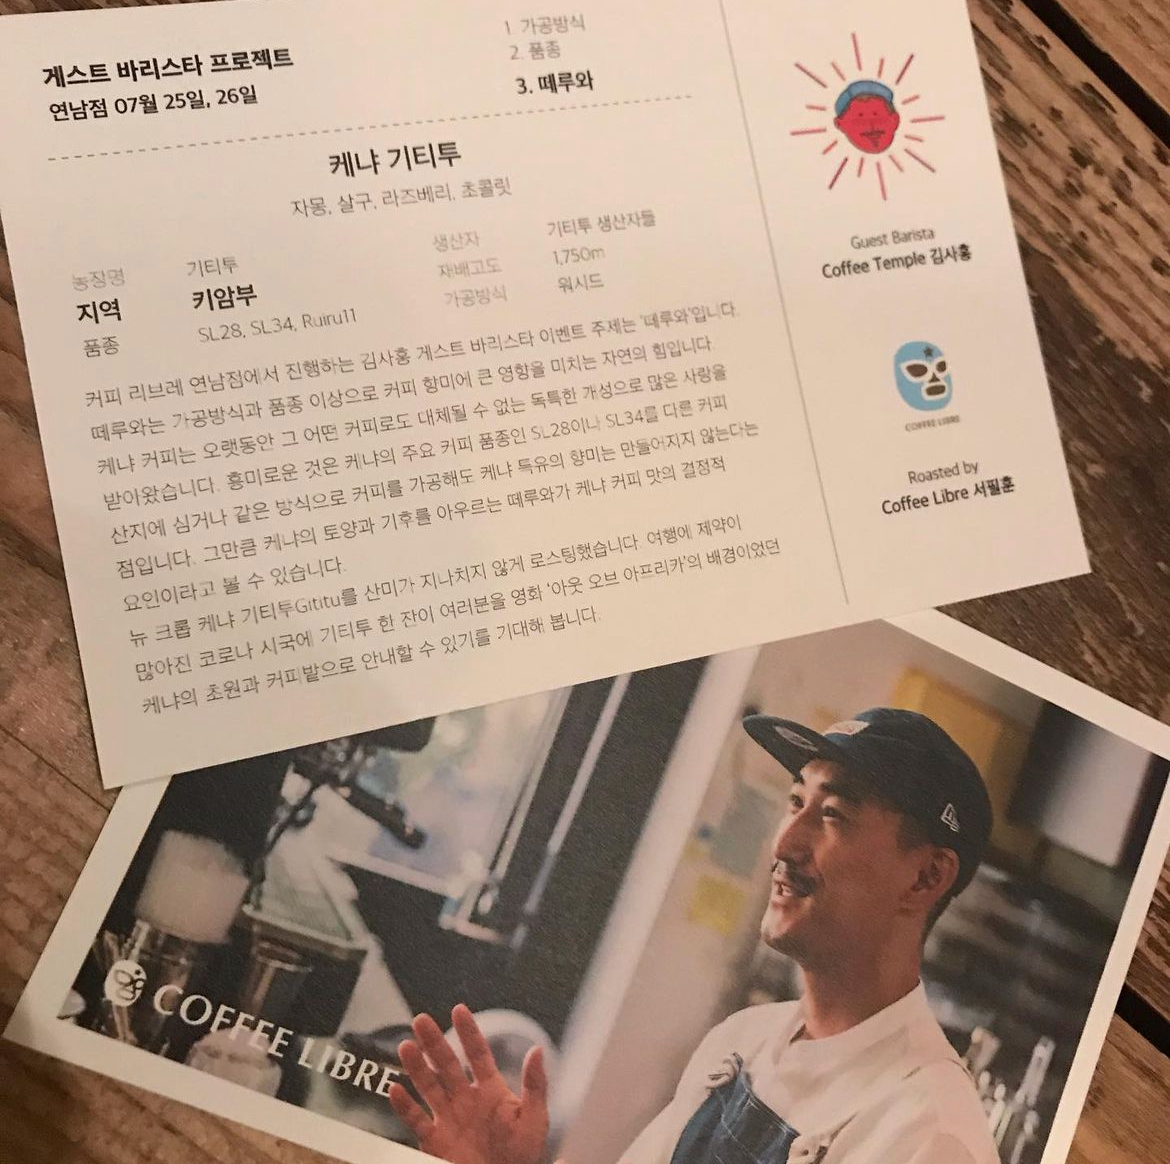 게스트 바리스타 프로젝트
연남점 07월 25일, 26일
1. 가공방식
2. 품종
3. 떼루와
케냐 기티투
자몽, 살구, 라즈베리, 초콜릿
농장명 기티투
지역 키암부
품종 SL28, SL34, Ruiru11
생산자 기티투 생산자들
재배고도 1,750m
가공방식 워시드
커피 리브레 연남점에서 진행하는 김사홍 게스트 바리스타 이벤트 주제는 '떼루와'입니다.
떼루와는 가공방식과 품종 이상으로 커피 향미에 큰 영향을 미치는 자연의 힘입니다.
케냐 커피는 오랫동안 그 어떤 커피로도 대체될 수 없는 독특한 개성으로 많은 사랑을
받아왔습니다. 흥미로운 것은 케냐의 주요 커피 품종인 SL28이나 SL34를 다른 커피
산지에 심거나 같은 방식으로 커피를 가공해도 케냐 특유의 향미는 만들어지지 않는다는
점입니다. 그만큼 케냐의 토양과 기후를 아우르는 떼루와가 케냐 커피 맛의 결정적
요인이라고 볼 수 있습니다.
뉴 크롭 케냐 기티투Gititu를 산미가 지나치지 않게 로스팅했습니다. 여행에 제약이
많아진 코로나 시국에 기티투 한 잔이 여러분을 영화 '아웃 오브 아프리카'의 배경이었던
케냐의 초원과 커피밭으로 안내할 수 있기를 기대해 봅니다.
Guest Barista
Coffee Temple 김사홍
COFFEE LIBRE
Roasted by
Coffee Libre 서필훈
COFFEE LIBRE